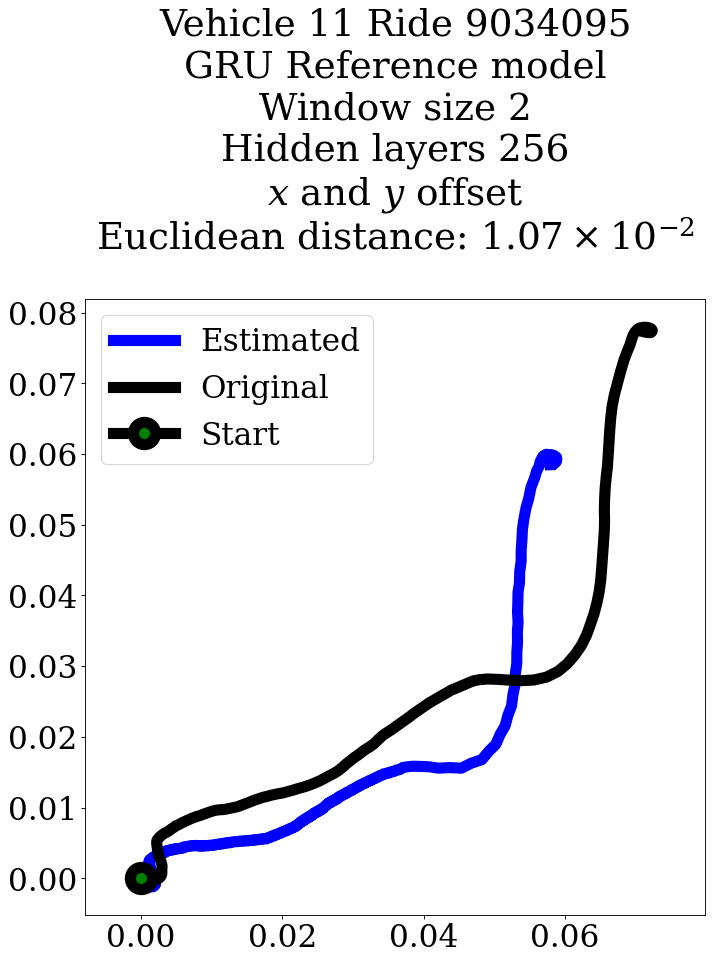 Vehicle 11 Ride 9034095
GRU Reference model
Window size 2
Hidden layers 256
x and y offset
Euclidean distance: 1.07 × 10⁻²
0.08
0.07
0.06
0.05
0.04
0.03
0.02
0.01
0.00
Estimated
Original
Start
0.00 0.02 0.04 0.06